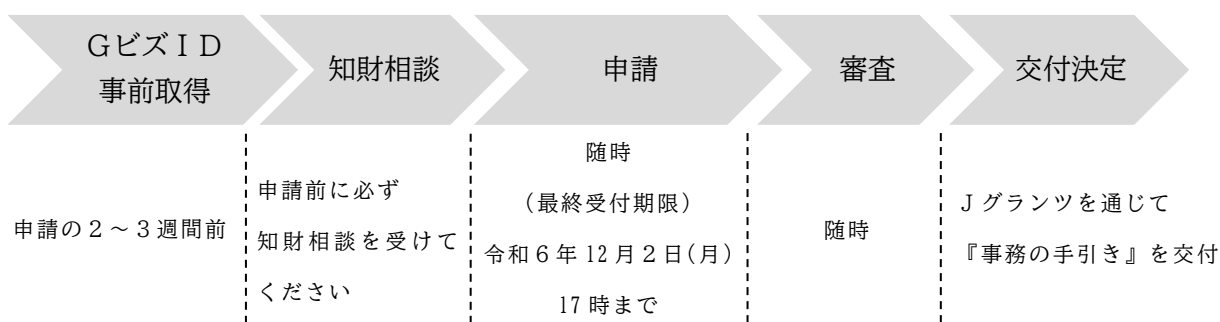 ＧビズＩＤ
事前取得
知財相談
申請
審査
交付決定
申請の２～３週間前
申請前に必ず
知財相談を受けて
ください
随時
（最終受付期限）
令和６年12月２日(月)
17時まで
随時
Ｊグランツを通じて
『事務の手引き』を交付